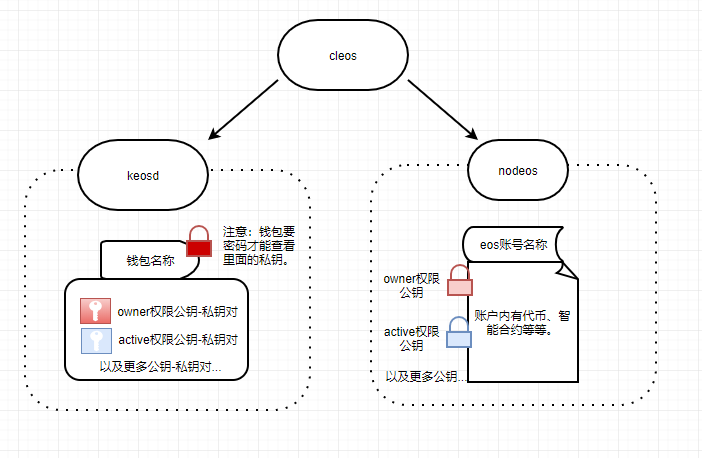 cleos
keosd
nodeos
注意：钱包要
密码才能查看
里面的私钥。
钱包名称
owner权限公钥-私钥对
active权限公钥-私钥对
以及更多公钥-私钥对...
eos账号名称
owner权限
公钥
账户内有代币、智
能合约等等。
active权限
公钥
以及更多公钥...